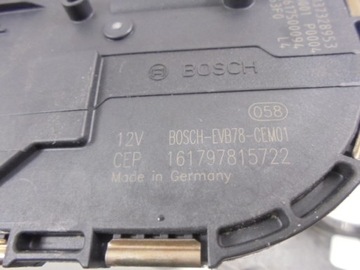 BOSCH
058
12V BOSCH-EVB78-CEM01
CEP 161797815722
Made in Germany